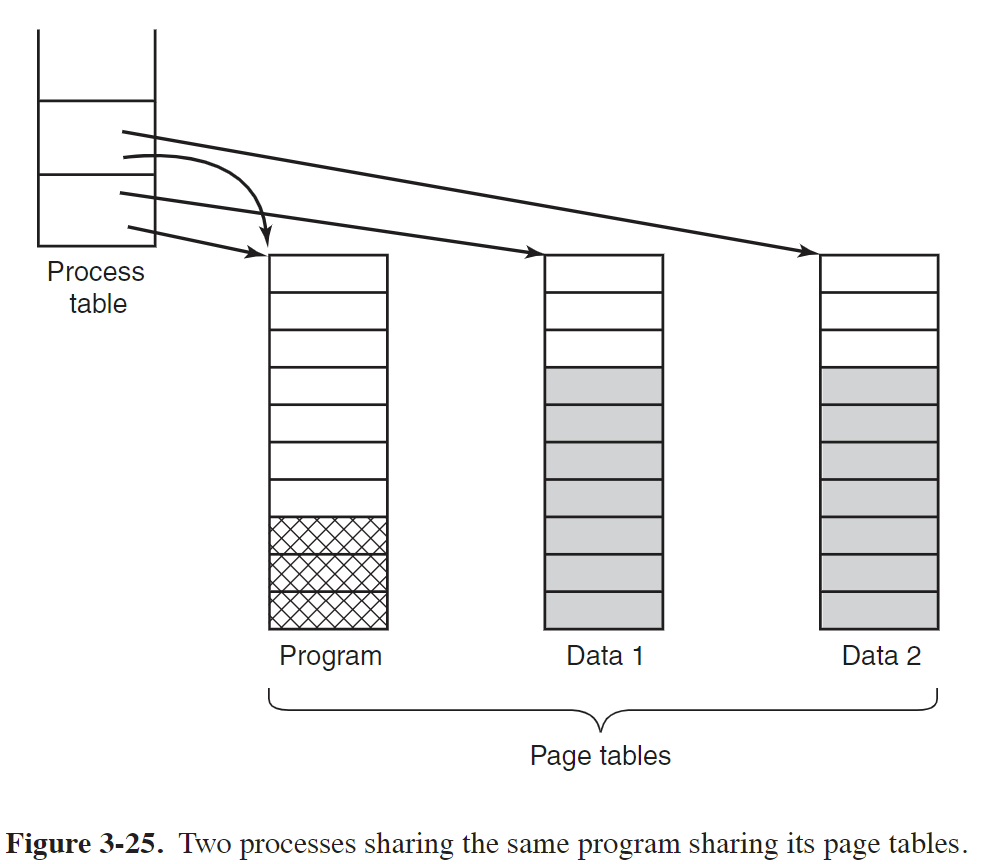 Process
table
Program
Data 1
Data 2
Page tables
Figure 3-25. Two processes sharing the same program sharing its page tables.